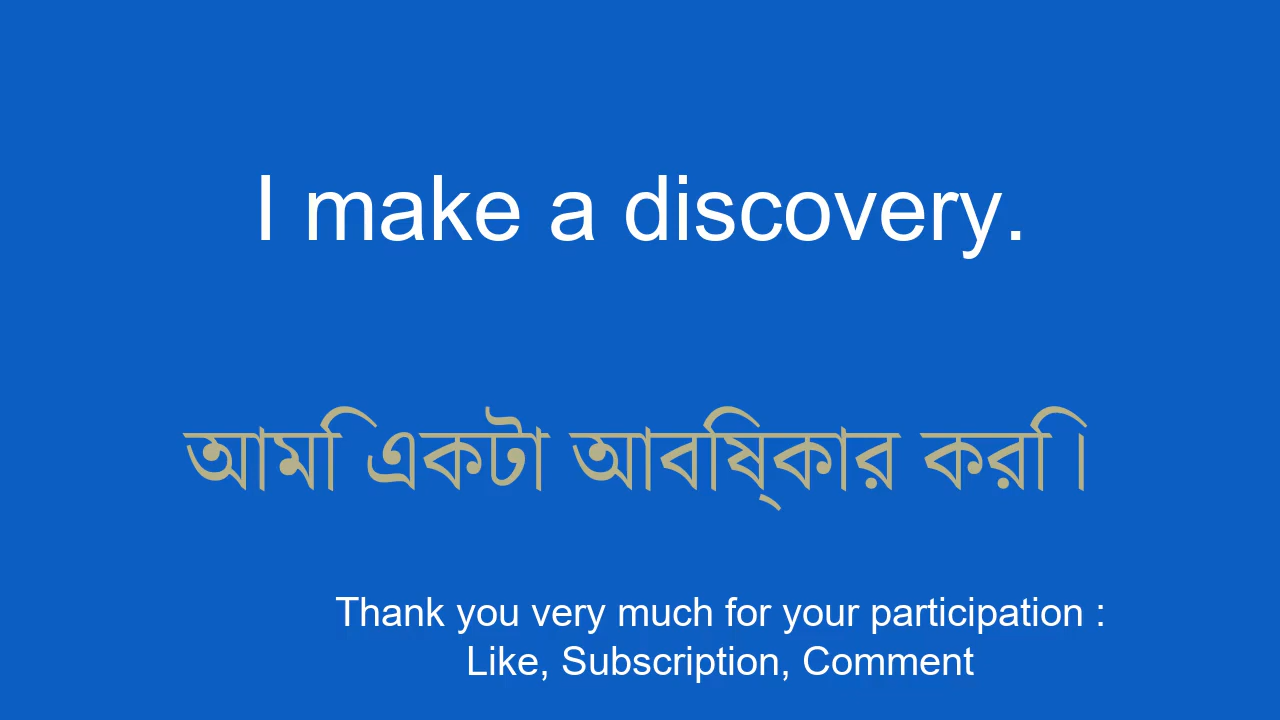 I make a discovery.
আমি একটা আবিষ্কার করি।
Thank you very much for your participation :
Like, Subscription, Comment